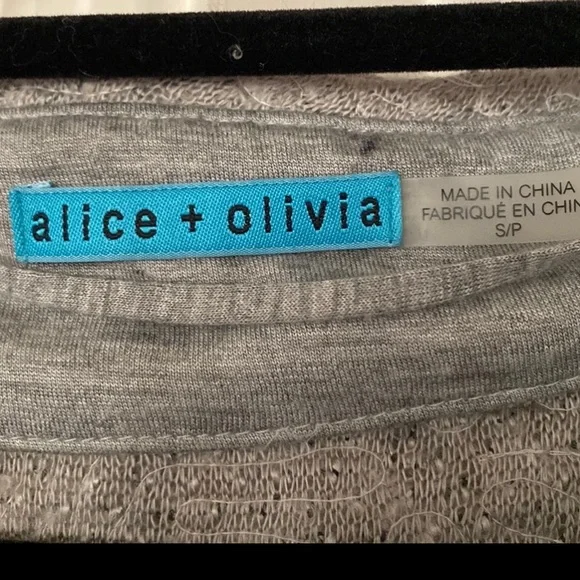 alice + olivia
MADE IN CHINA
FABRIQUÉ EN CHIN
S/P